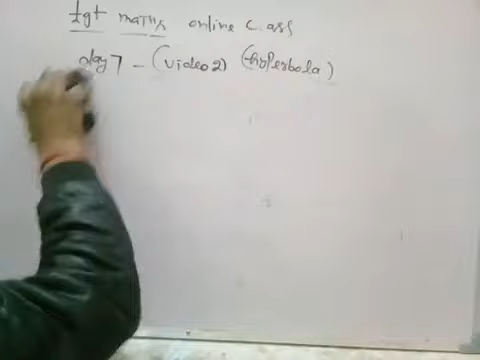 tgt maths online class
day 7 - (video 2) (Hyperbola)